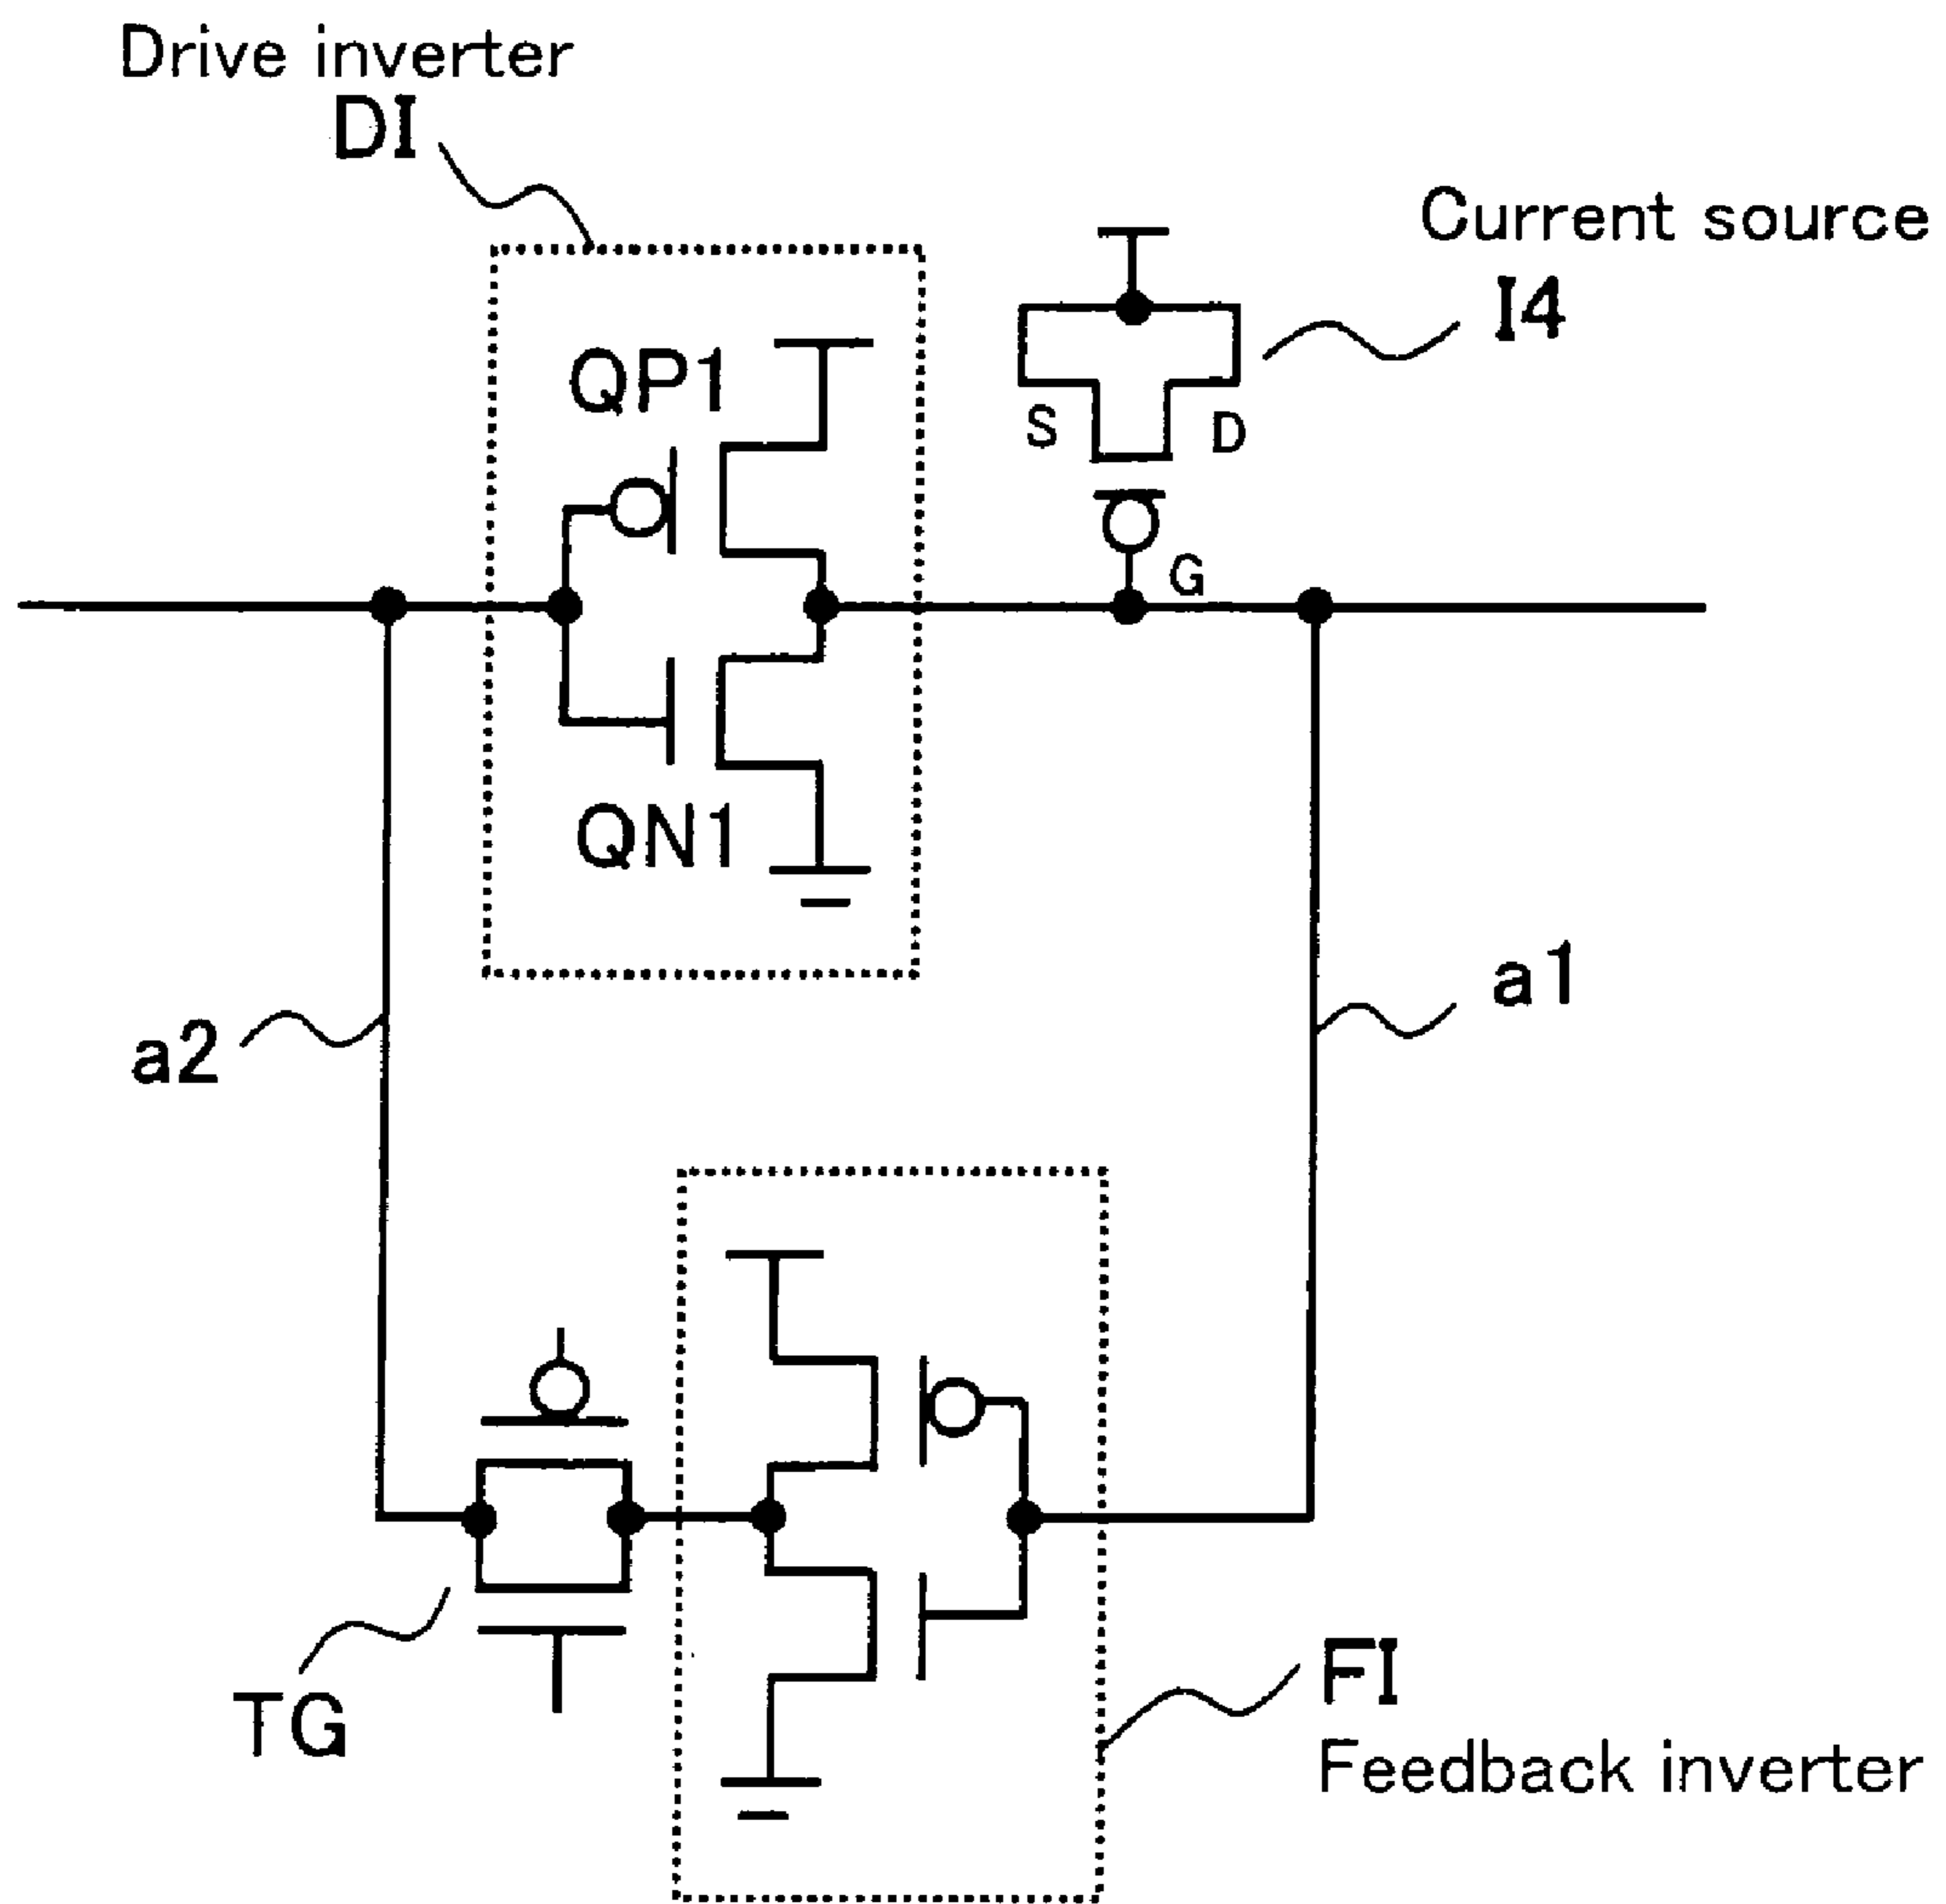 Drive inverter
DI
Current source
I4
QP1
S
D
G
QN1
a1
a2
TG
FI
Feedback inverter